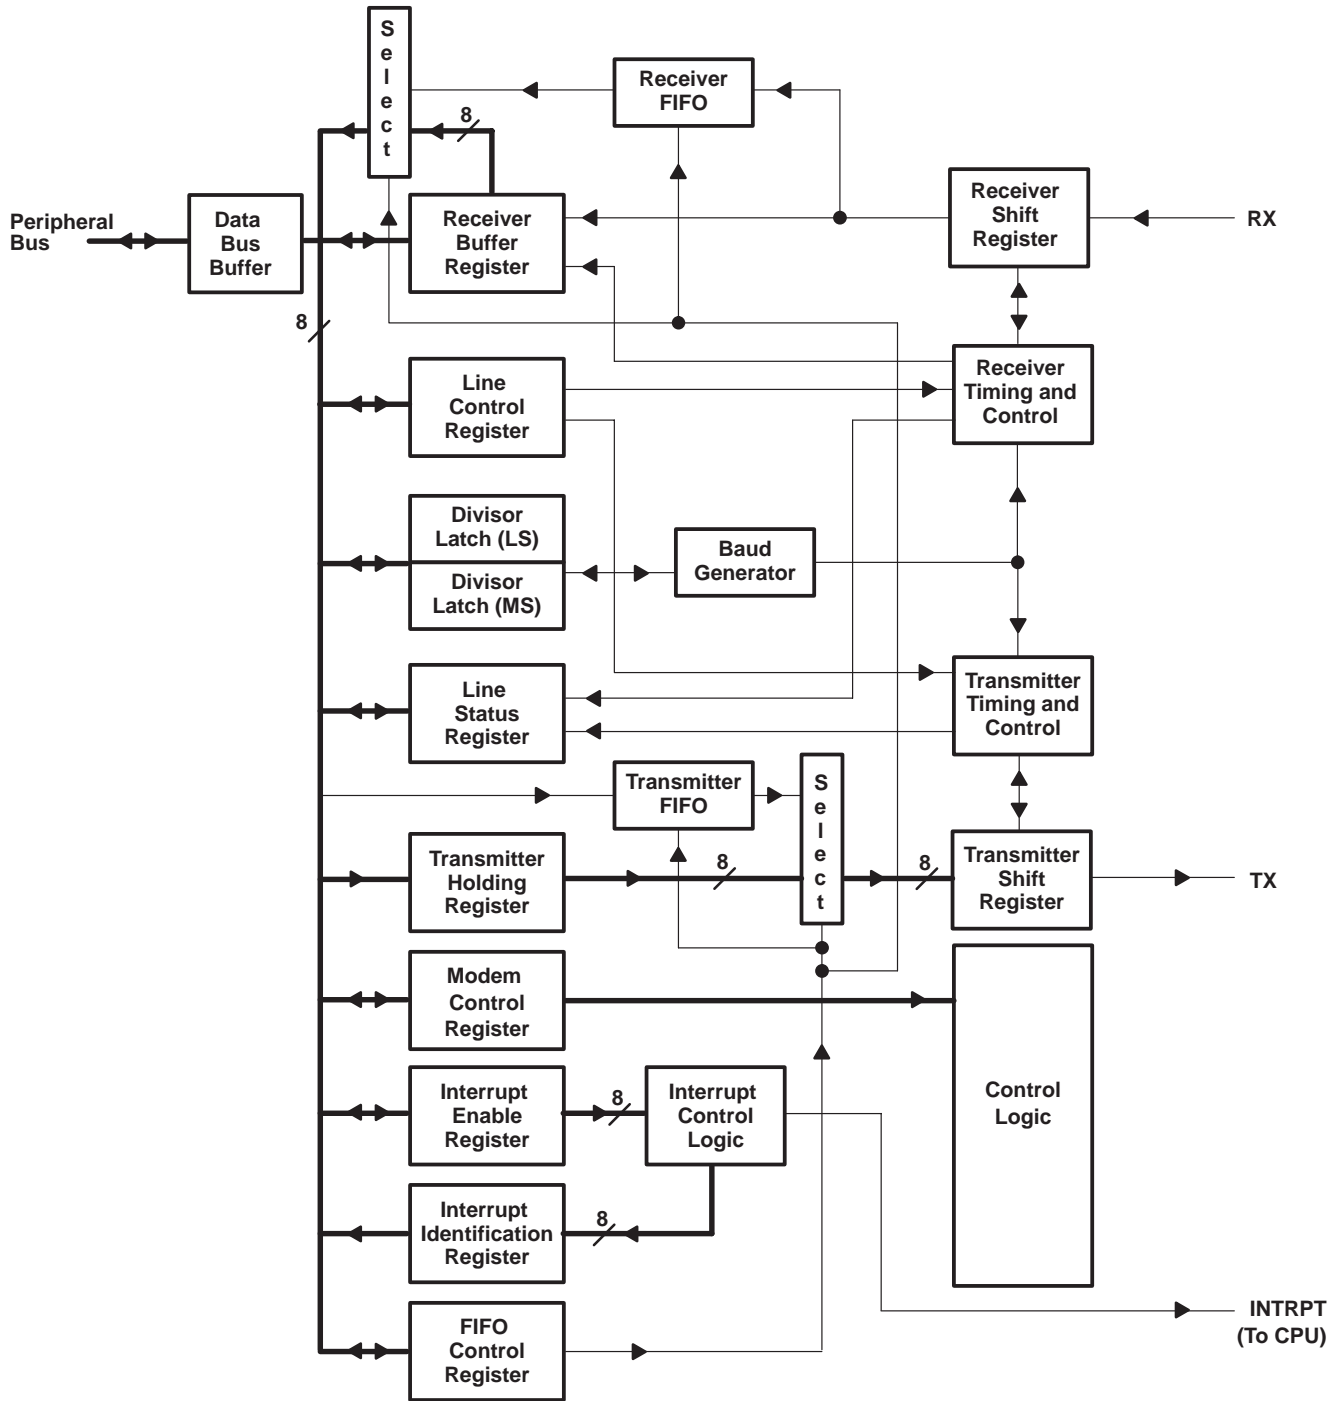 S
e
l
e
c
t
Receiver
FIFO
8
Peripheral
Bus
Data
Bus
Buffer
Receiver
Buffer
Register
Receiver
Shift
Register
RX
8
Line
Control
Register
Receiver
Timing and
Control
Divisor
Latch (LS)
Divisor
Latch (MS)
Baud
Generator
Line
Status
Register
Transmitter
Timing and
Control
Transmitter
FIFO
S
e
l
e
c
t
Transmitter
Holding
Register
8
8
Transmitter
Shift
Register
TX
Modem
Control
Register
Control
Logic
Interrupt
Enable
Register
8
Interrupt
Control
Logic
Interrupt
Identification
Register
8
FIFO
Control
Register
INTRPT
(To CPU)